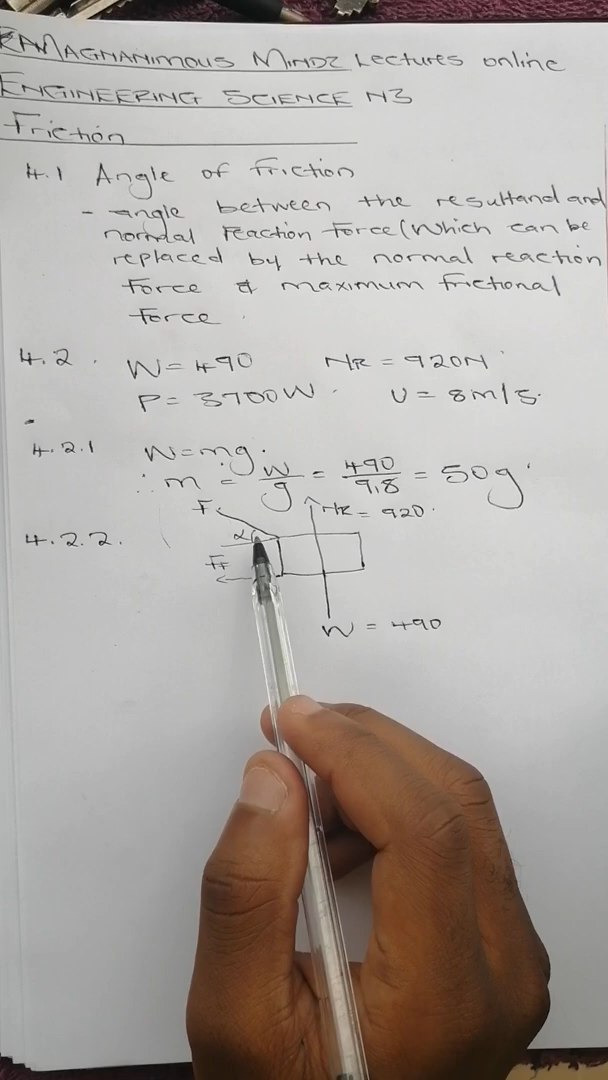 MAGNANIMOUS MINDZ Lectures online
ENGINEERING SCIENCE N3
Friction
4.1 Angle of friction
- angle between the resultand and
normdal reaction force (which can be
replaced by the normal reaction
force & maximum frictional
force.
4.2. W = 490 NR = 920N
P = 3700W. U = 8m/s.
4.2.1 W = mg.
∴ m = W/g = 490/9,8 = 50g
F NR = 920.
4.2.2. α
Fr
W = 490